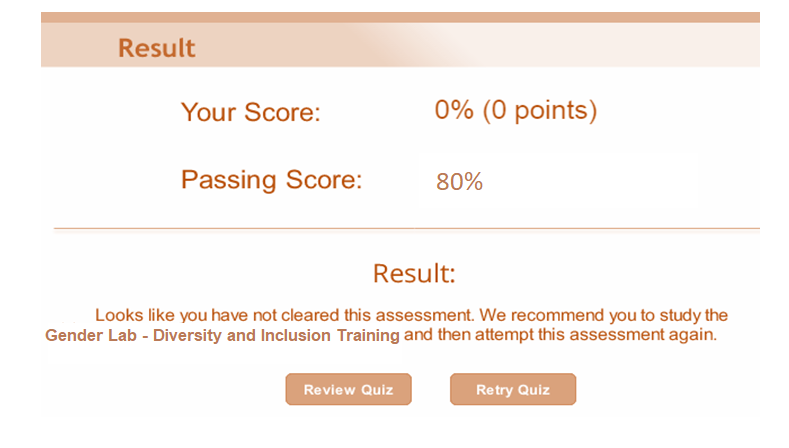 Result
Your Score: 0% (0 points)
Passing Score: 80%
Result:
Looks like you have not cleared this assessment. We recommend you to study the
Gender Lab - Diversity and Inclusion Training and then attempt this assessment again.
Review Quiz Retry Quiz